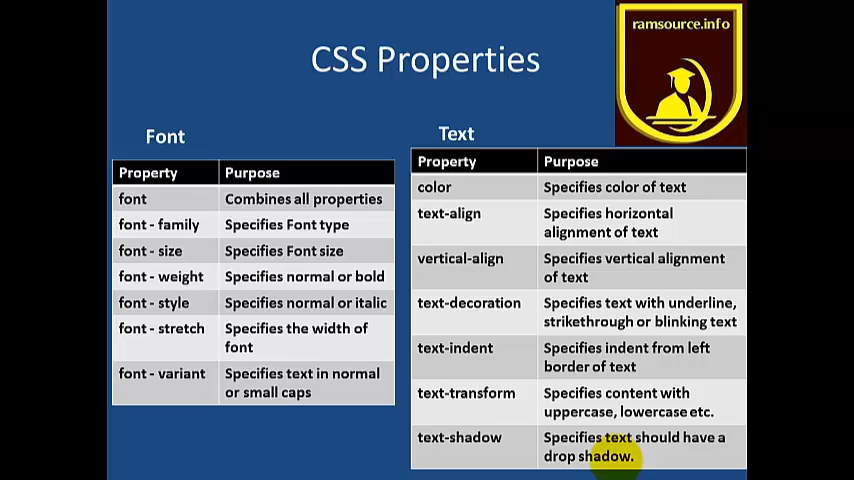 ramsource.info
CSS Properties
Font
Property Purpose
font Combines all properties
font - family Specifies Font type
font - size Specifies Font size
font - weight Specifies normal or bold
font - style Specifies normal or italic
font - stretch Specifies the width of
font
font - variant Specifies text in normal
or small caps
Text
Property Purpose
color Specifies color of text
text-align Specifies horizontal
alignment of text
vertical-align Specifies vertical alignment
of text
text-decoration Specifies text with underline,
strikethrough or blinking text
text-indent Specifies indent from left
border of text
text-transform Specifies content with
uppercase, lowercase etc.
text-shadow Specifies text should have a
drop shadow.